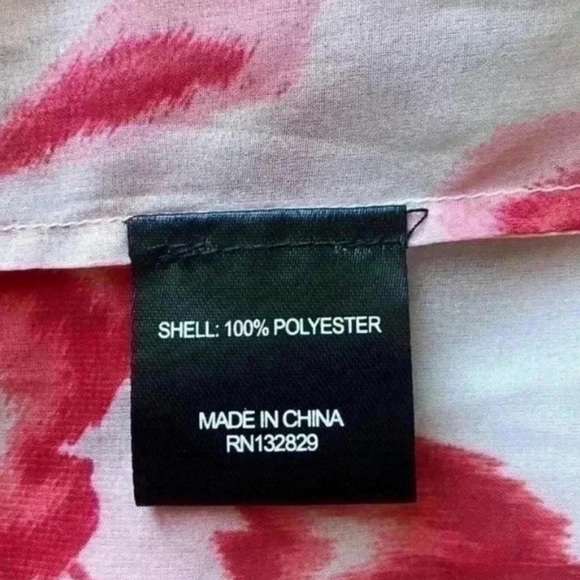 SHELL: 100% POLYESTER
MADE IN CHINA
RN132829